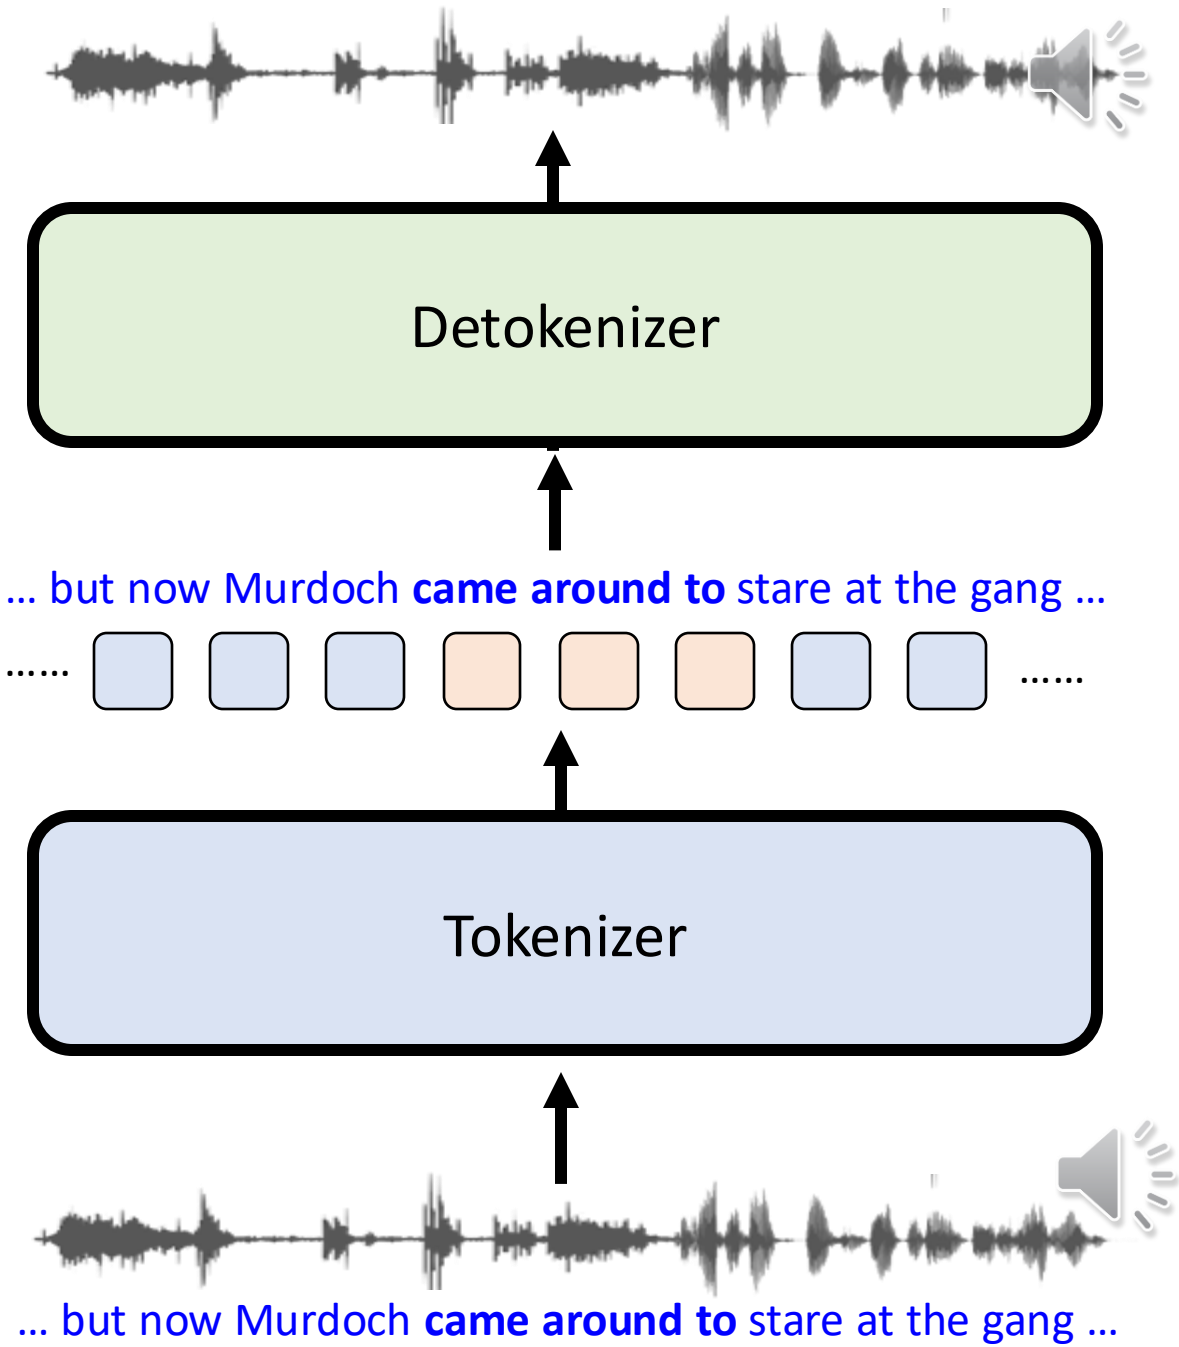 Detokenizer
... but now Murdoch came around to stare at the gang ...
...... ......
Tokenizer
... but now Murdoch came around to stare at the gang ...